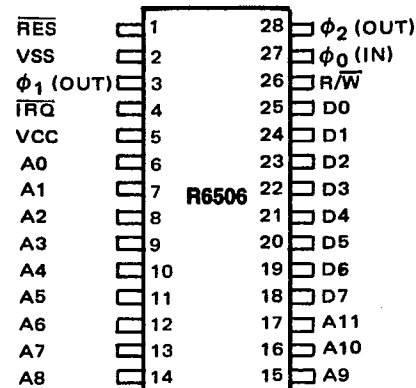 R̅E̅S̅ 1 28 ϕ2 (OUT)
VSS 2 27 ϕ0 (IN)
ϕ1 (OUT) 3 26 R/W̅
I̅R̅Q̅ 4 25 D0
VCC 5 24 D1
A0 6 23 D2
A1 7 22 D3
R6506
A2 8 21 D4
A3 9 20 D5
A4 10 19 D6
A5 11 18 D7
A6 12 17 A11
A7 13 16 A10
A8 14 15 A9